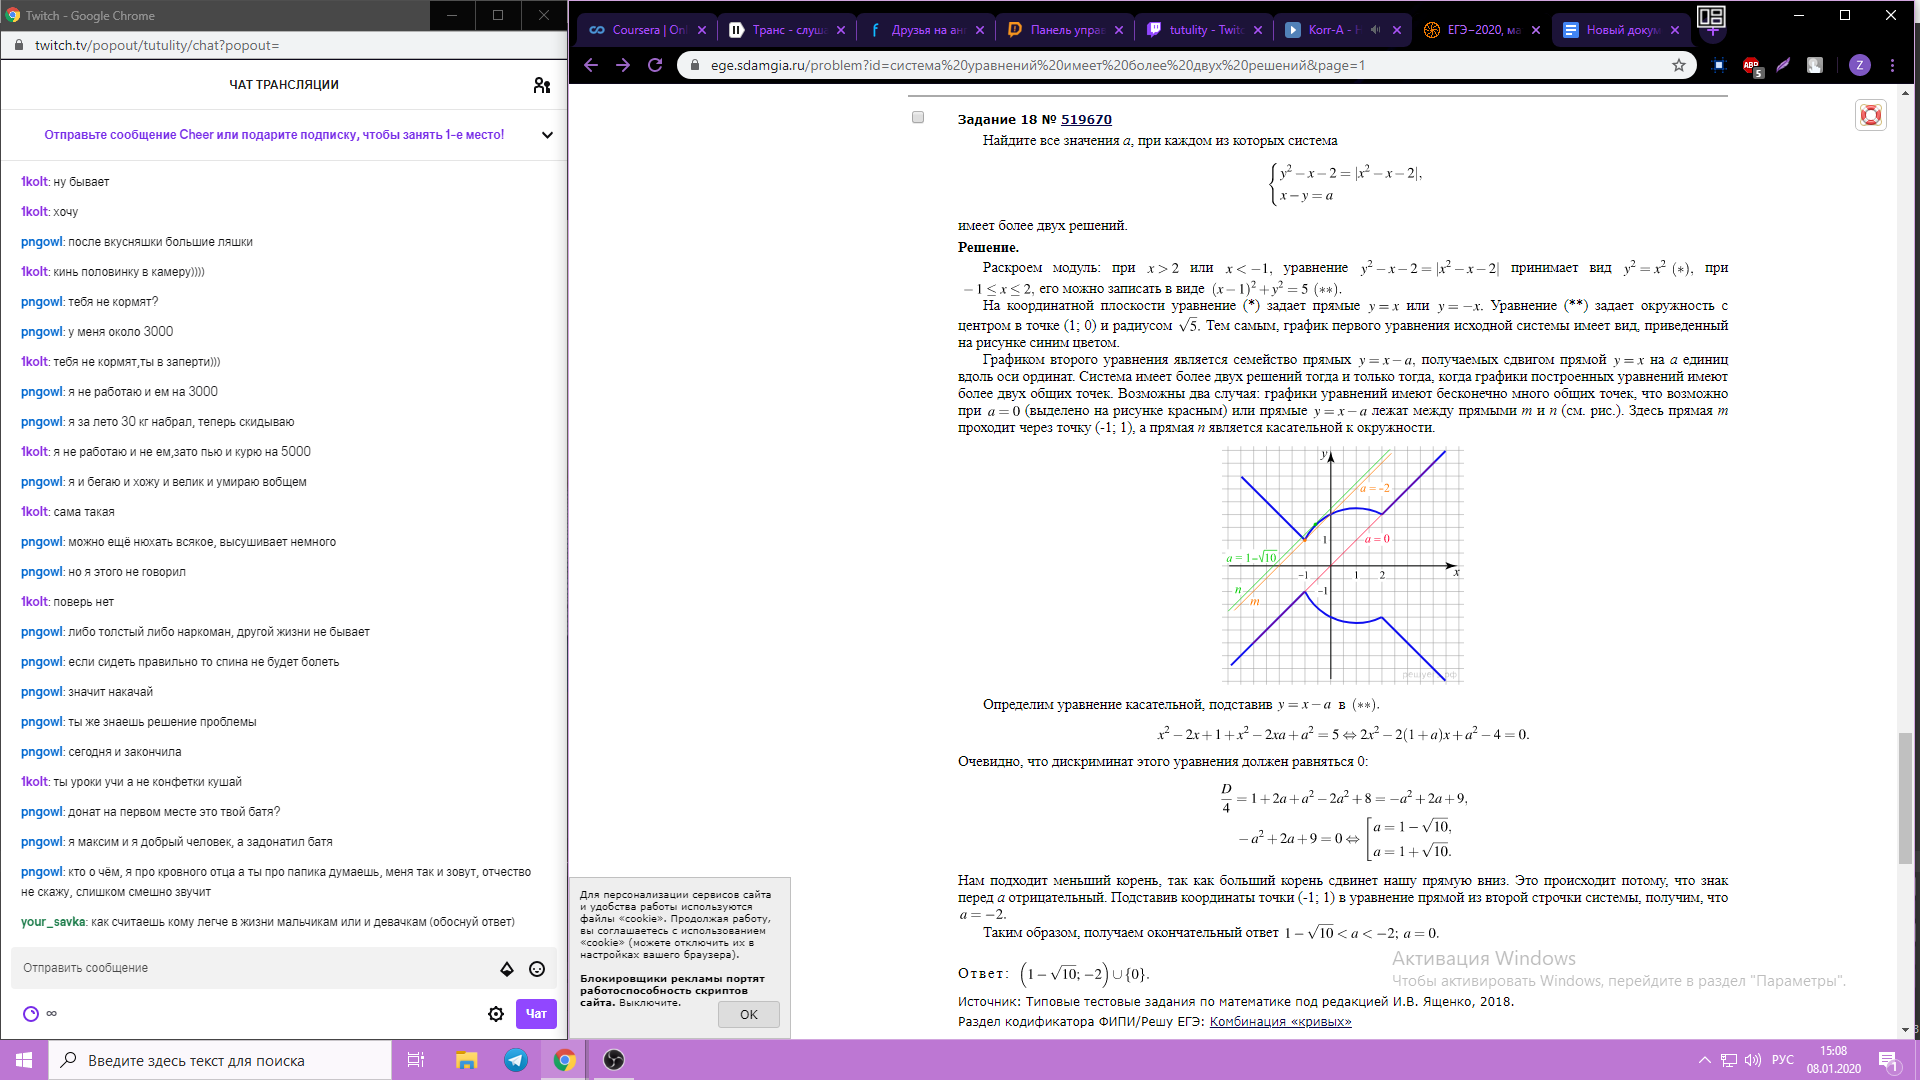 Twitch - Google Chrome
twitch.tv/popout/tutulity/chat?popout=
ЧАТ ТРАНСЛЯЦИИ
Отправьте сообщение Cheer или подарите подписку, чтобы занять 1-е место!
1kolt: ну бывает
1kolt: хочу
pngowl: после вкусняшки большие ляшки
1kolt: кинь половинку в камеру))))
pngowl: тебя не кормят?
pngowl: у меня около 3000
1kolt: тебя не кормят,ты в заперти)))
pngowl: я не работаю и ем на 3000
pngowl: я за лето 30 кг набрал, теперь скидываю
1kolt: я не работаю и не ем,зато пью и курю на 5000
pngowl: я и бегаю и хожу и велик и умираю вобщем
1kolt: сама такая
pngowl: можно ещё нюхать всякое, высушивает немного
pngowl: но я этого не говорил
1kolt: поверь нет
pngowl: либо толстый либо наркоман, другой жизни не бывает
pngowl: если сидеть правильно то спина не будет болеть
pngowl: значит накачай
pngowl: ты же знаешь решение проблемы
pngowl: сегодня и закончила
1kolt: ты уроки учи а не конфетки кушай
pngowl: донат на первом месте это твой батя?
pngowl: я максим и я добрый человек, а задонатил батя
pngowl: кто о чём, я про кровного отца а ты про папика думаешь, меня так и зовут, отчество
не скажу, слишком смешно звучит
your_savka: как считаешь кому легче в жизни мальчикам или и девачкам (обоснуй ответ)
Отправить сообщение
∞
Чат
Coursera | Onl
Транс - слуша
Друзья на ан
Панель управ
tutulity - Twitc
Korr-A - Н
ЕГЭ–2020, ма
Новый докум
ege.sdamgia.ru/problem?id=система%20уравнений%20имеет%20более%20двух%20решений&page=1
ABP
5
Z
Задание 18 № 519670
Найдите все значения a, при каждом из которых система
y² − x − 2 = |x² − x − 2|,
x − y = a
имеет более двух решений.
Решение.
Раскроем модуль: при x > 2 или x < −1, уравнение y² − x − 2 = |x² − x − 2| принимает вид y² = x² (∗), при
−1 ≤ x ≤ 2, его можно записать в виде (x − 1)² + y² = 5 (∗∗).
На координатной плоскости уравнение (*) задает прямые y = x или y = −x. Уравнение (**) задает окружность с
центром в точке (1; 0) и радиусом √5. Тем самым, график первого уравнения исходной системы имеет вид, приведенный
на рисунке синим цветом.
Графиком второго уравнения является семейство прямых y = x − a, получаемых сдвигом прямой y = x на a единиц
вдоль оси ординат. Система имеет более двух решений тогда и только тогда, когда графики построенных уравнений имеют
более двух общих точек. Возможны два случая: графики уравнений имеют бесконечно много общих точек, что возможно
при a = 0 (выделено на рисунке красным) или прямые y = x − a лежат между прямыми m и n (см. рис.). Здесь прямая m
проходит через точку (-1; 1), а прямая n является касательной к окружности.
y
a = -2
1
a = 0
a = 1−√10
x
−1
1
2
n
m
−1
Определим уравнение касательной, подставив y = x − a в (∗∗).
x² − 2x + 1 + x² − 2xa + a² = 5 ⇔ 2x² − 2(1 + a)x + a² − 4 = 0.
Очевидно, что дискриминат этого уравнения должен равняться 0:
D/4 = 1 + 2a + a² − 2a² + 8 = −a² + 2a + 9,
−a² + 2a + 9 = 0 ⇔ [ a = 1 − √10,
a = 1 + √10.
Нам подходит меньший корень, так как больший корень сдвинет нашу прямую вниз. Это происходит потому, что знак
перед a отрицательный. Подставив координаты точки (-1; 1) в уравнение прямой из второй строчки системы, получим, что
a = −2.
Таким образом, получаем окончательный ответ 1 − √10 < a < −2; a = 0.
Ответ: (1 − √10; −2) ∪ {0}.
Источник: Типовые тестовые задания по математике под редакцией И.В. Ященко, 2018.
Раздел кодификатора ФИПИ/Решу ЕГЭ: Комбинация «кривых»
Для персонализации сервисов сайта
и удобства работы используются
файлы «cookie». Продолжая работу,
вы соглашаетесь с использованием
«cookie» (можете отключить их в
настройках вашего браузера).
Блокировщики рекламы портят
работоспособность скриптов
сайта. Выключите.
OK
Активация Windows
Чтобы активировать Windows, перейдите в раздел "Параметры".
Введите здесь текст для поиска
РУС
15:08
08.01.2020
1